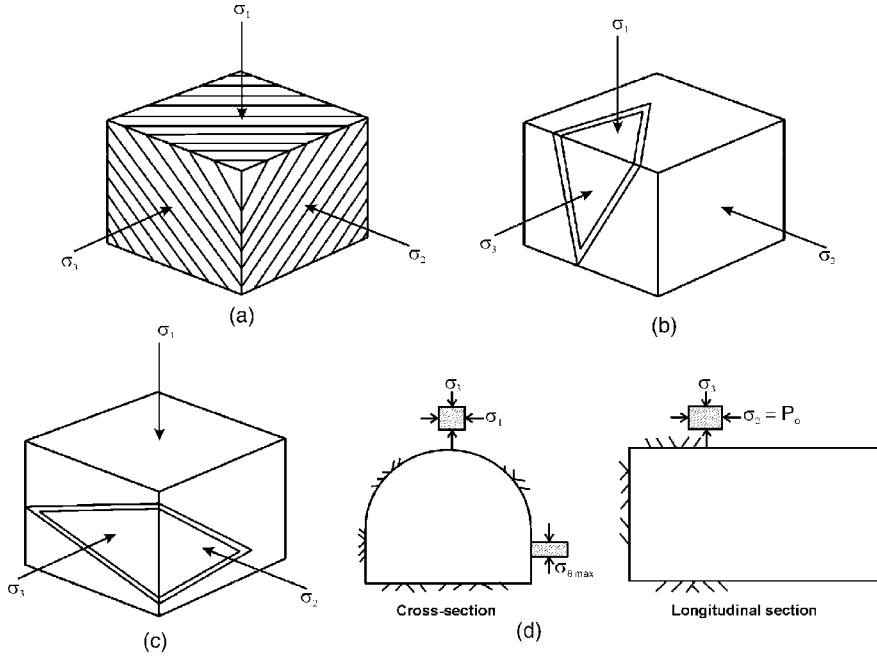 σ₁
σ₃
σ₂
(a)
σ₁
σ₃
σ₂
(b)
σ₁
σ₃
σ₂
(c)
σ₃
σ₁
σ₃
σ₂ = Pₒ
σθ max
Cross-section
(d)
Longitudinal section